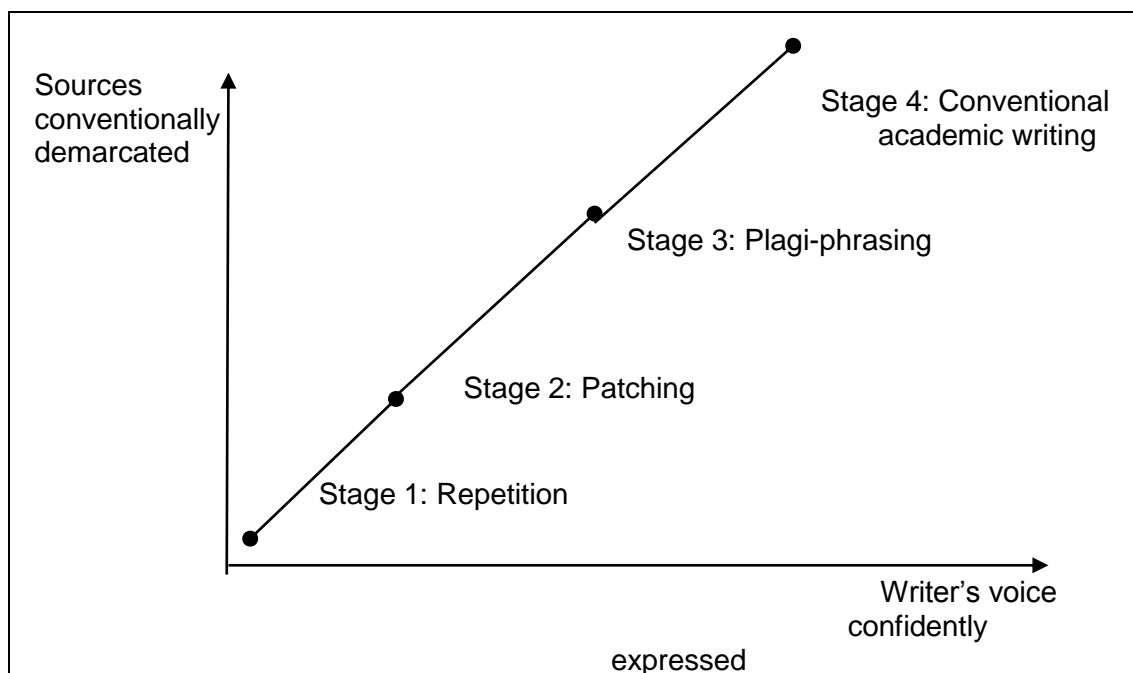 Sources
conventionally
demarcated
Stage 4: Conventional
academic writing
Stage 3: Plagi-phrasing
Stage 2: Patching
Stage 1: Repetition
Writer’s voice
confidently
expressed